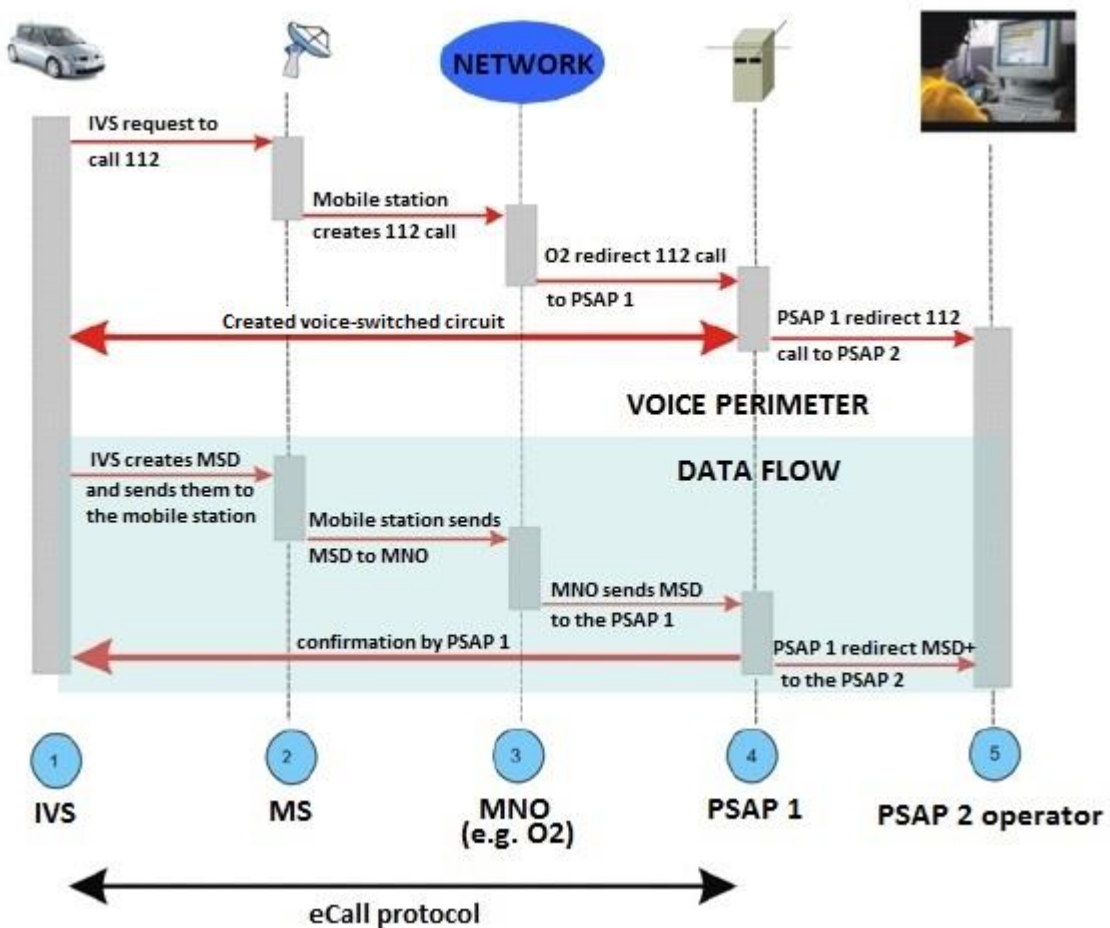 NETWORK
IVS request to
call 112
Mobile station
creates 112 call
O2 redirect 112 call
to PSAP 1
Created voice-switched circuit
PSAP 1 redirect 112
call to PSAP 2
VOICE PERIMETER
DATA FLOW
IVS creates MSD
and sends them to
the mobile station
Mobile station sends
MSD to MNO
MNO sends MSD
to the PSAP 1
confirmation by PSAP 1
PSAP 1 redirect MSD+
to the PSAP 2
1
2
3
4
5
IVS
MS
MNO
(e.g. O2)
PSAP 1
PSAP 2 operator
eCall protocol